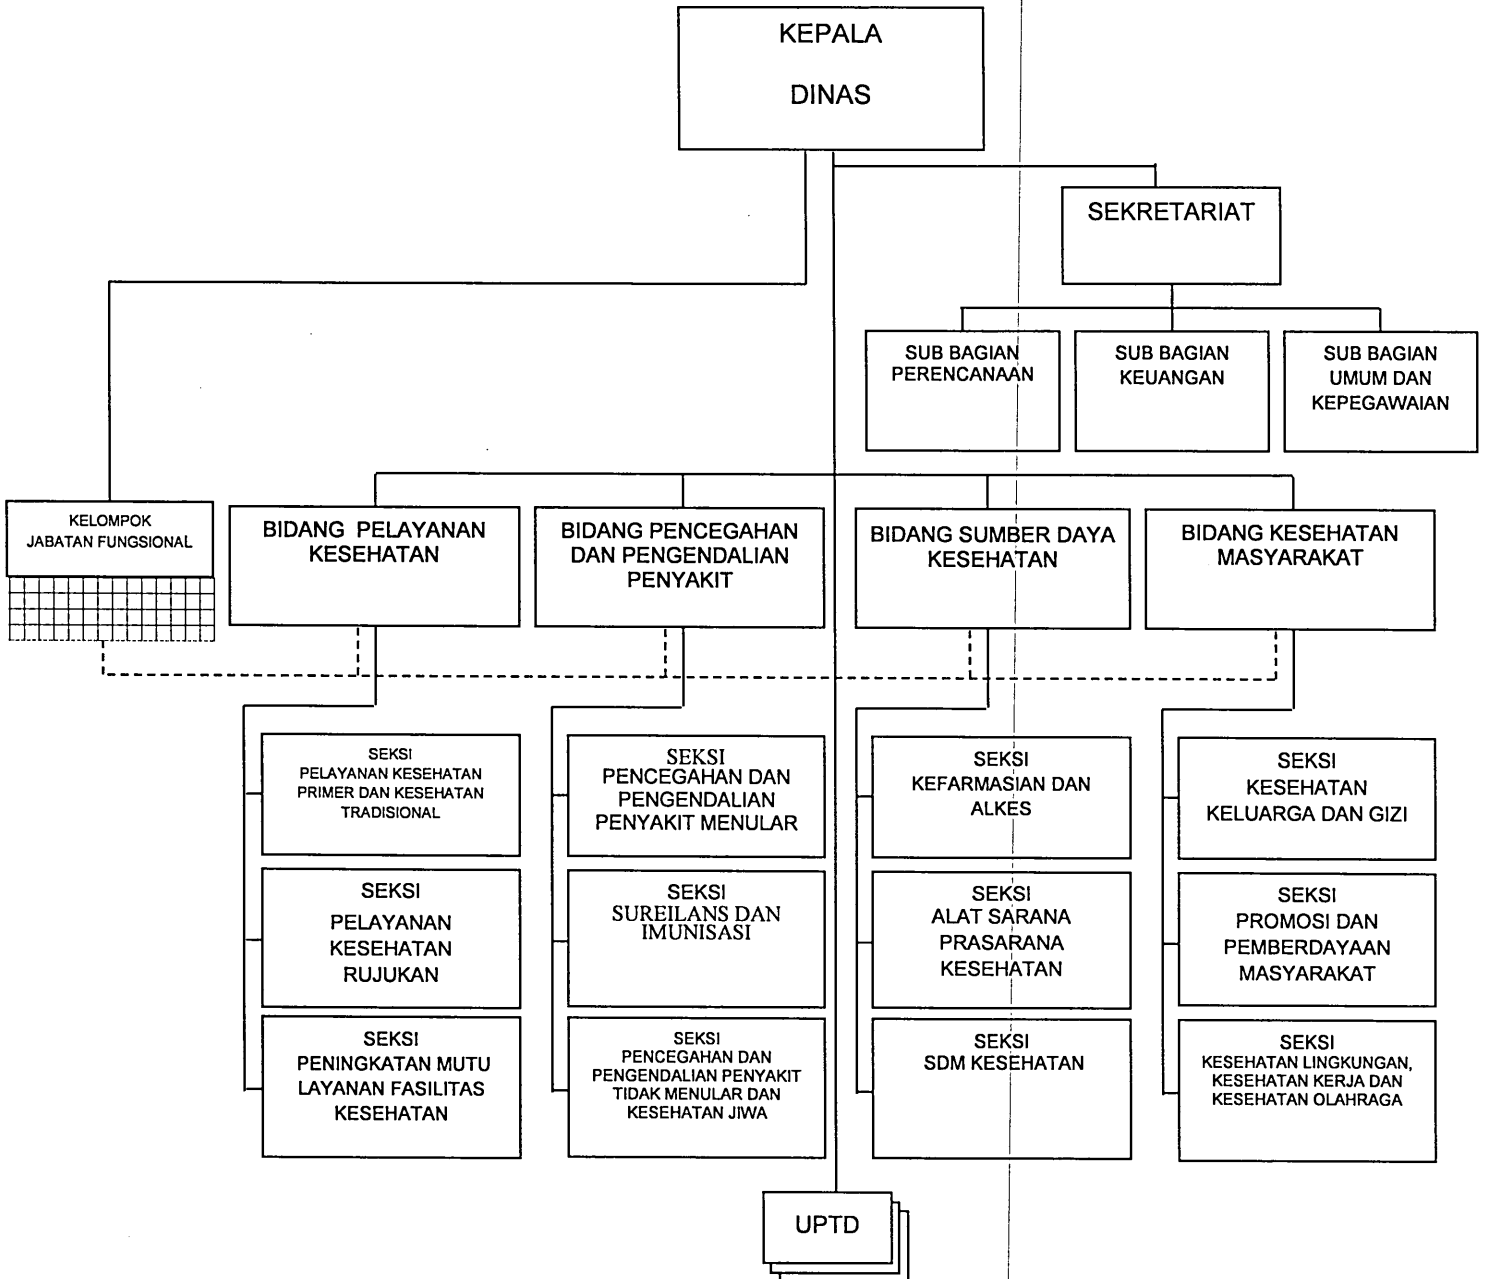 KEPALA
DINAS
SEKRETARIAT
SUB BAGIAN
PERENCANAAN
SUB BAGIAN
KEUANGAN
SUB BAGIAN
UMUM DAN
KEPEGAWAIAN
KELOMPOK
JABATAN FUNGSIONAL
BIDANG PELAYANAN
KESEHATAN
BIDANG PENCEGAHAN
DAN PENGENDALIAN
PENYAKIT
BIDANG SUMBER DAYA
KESEHATAN
BIDANG KESEHATAN
MASYARAKAT
SEKSI
PELAYANAN KESEHATAN
PRIMER DAN KESEHATAN
TRADISIONAL
SEKSI
PENCEGAHAN DAN
PENGENDALIAN
PENYAKIT MENULAR
SEKSI
KEFARMASIAN DAN
ALKES
SEKSI
KESEHATAN
KELUARGA DAN GIZI
SEKSI
PELAYANAN
KESEHATAN
RUJUKAN
SEKSI
SUREILANS DAN
IMUNISASI
SEKSI
ALAT SARANA
PRASARANA
KESEHATAN
SEKSI
PROMOSI DAN
PEMBERDAYAAN
MASYARAKAT
SEKSI
PENINGKATAN MUTU
LAYANAN FASILITAS
KESEHATAN
SEKSI
PENCEGAHAN DAN
PENGENDALIAN PENYAKIT
TIDAK MENULAR DAN
KESEHATAN JIWA
SEKSI
SDM KESEHATAN
SEKSI
KESEHATAN LINGKUNGAN,
KESEHATAN KERJA DAN
KESEHATAN OLAHRAGA
UPTD